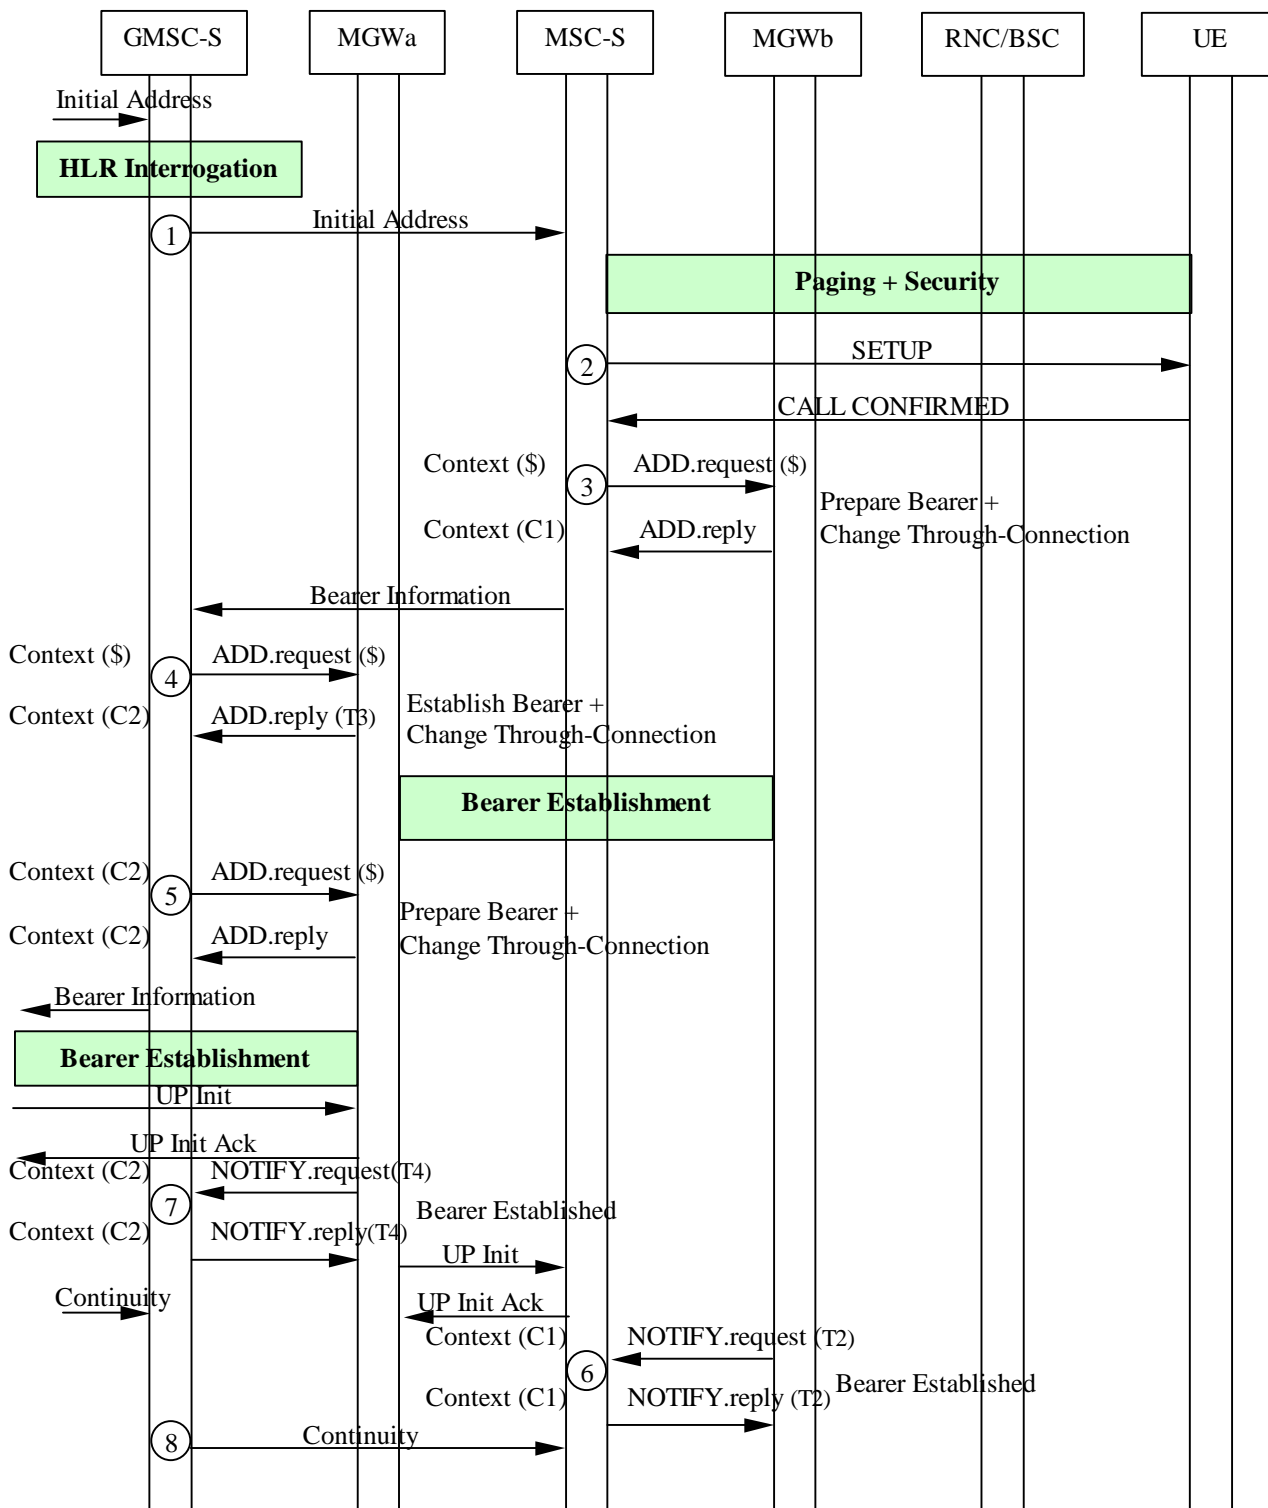 GMSC-S MGWa MSC-S MGWb RNC/BSC UE
Initial Address
HLR Interrogation
1 Initial Address
Paging + Security
2 SETUP
CALL CONFIRMED
Context ($) 3 ADD.request ($)
Prepare Bearer +
Change Through-Connection
Context (C1) ADD.reply
Bearer Information
Context ($) 4 ADD.request ($)
Context (C2) ADD.reply (T3)
Establish Bearer +
Change Through-Connection
Bearer Establishment
Context (C2) 5 ADD.request ($)
Prepare Bearer +
Change Through-Connection
Context (C2) ADD.reply
Bearer Information
Bearer Establishment
UP Init
UP Init Ack
Context (C2) 7 NOTIFY.request(T4)
Bearer Established
Context (C2) NOTIFY.reply(T4)
UP Init
Continuity
UP Init Ack
Context (C1) 6 NOTIFY.request (T2)
Bearer Established
Context (C1) NOTIFY.reply (T2)
8 Continuity